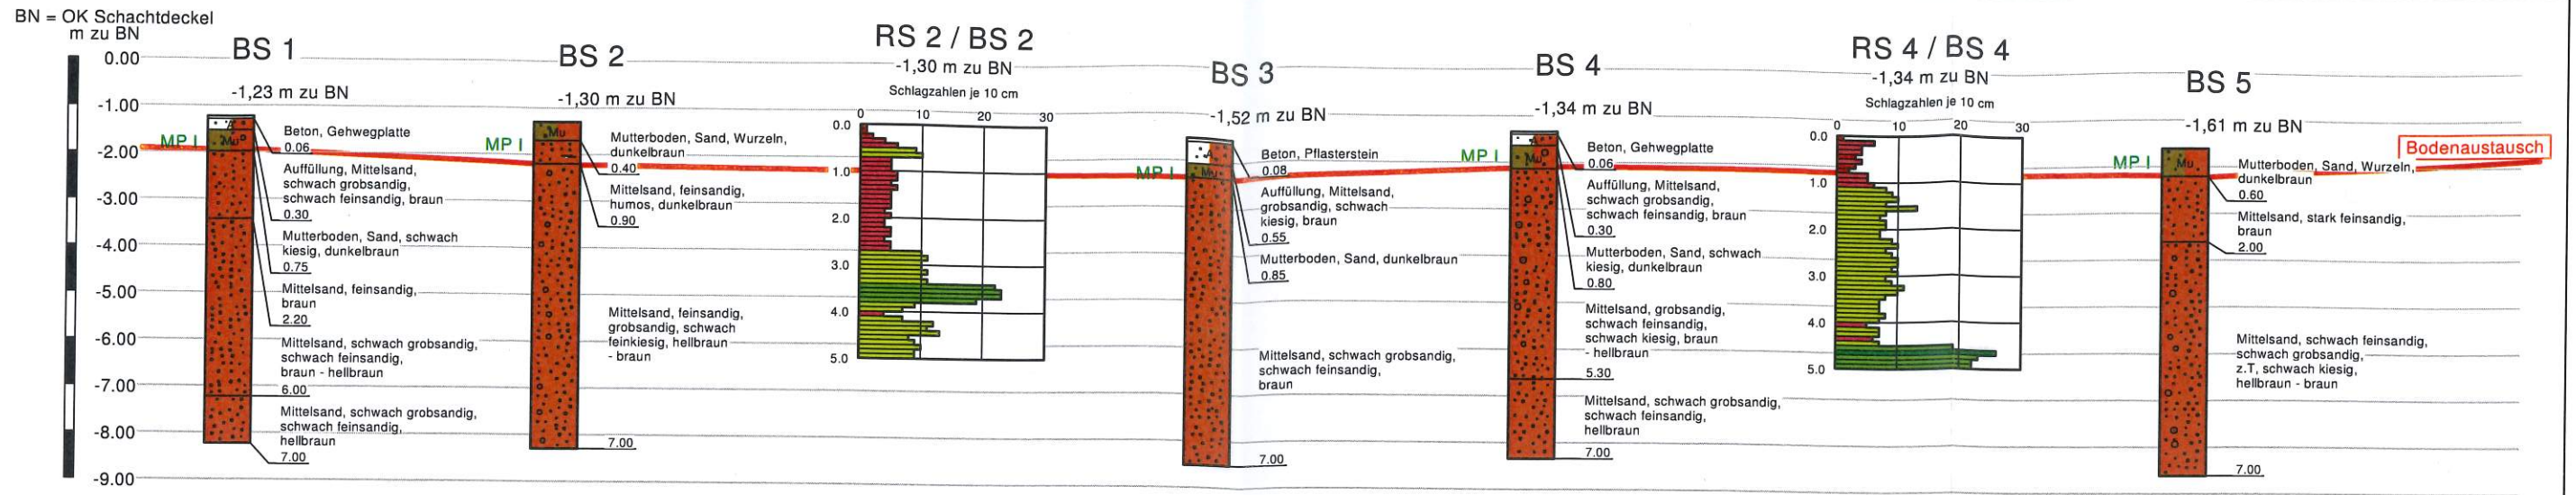 BN = OK Schachtdeckel
m zu BN
0.00
-1.00
-2.00
-3.00
-4.00
-5.00
-6.00
-7.00
-8.00
-9.00
BS 1
-1,23 m zu BN
MP I
A
Mu
Beton, Gehwegplatte
0.06
Auffüllung, Mittelsand,
schwach grobsandig,
schwach feinsandig, braun
0.30
Mutterboden, Sand, schwach
kiesig, dunkelbraun
0.75
Mittelsand, feinsandig,
braun
2.20
Mittelsand, schwach grobsandig,
schwach feinsandig,
braun - hellbraun
6.00
Mittelsand, schwach grobsandig,
schwach feinsandig,
hellbraun
7.00
BS 2
-1,30 m zu BN
MP I
Mu
Mutterboden, Sand, Wurzeln,
dunkelbraun
0.40
Mittelsand, feinsandig,
humos, dunkelbraun
0.90
Mittelsand, feinsandig,
grobsandig, schwach
feinkiesig, hellbraun
- braun
7.00
RS 2 / BS 2
-1,30 m zu BN
Schlagzahlen je 10 cm
0 10 20 30
0.0
1.0
2.0
3.0
4.0
5.0
BS 3
-1,52 m zu BN
MP I
A
Mu
Beton, Pflasterstein
0.08
Auffüllung, Mittelsand,
grobsandig, schwach
kiesig, braun
0.55
Mutterboden, Sand, dunkelbraun
0.85
Mittelsand, schwach grobsandig,
schwach feinsandig,
braun
7.00
BS 4
-1,34 m zu BN
MP I
A
Mu
Beton, Gehwegplatte
0.06
Auffüllung, Mittelsand,
schwach grobsandig,
schwach feinsandig, braun
0.30
Mutterboden, Sand, schwach
kiesig, dunkelbraun
0.80
Mittelsand, grobsandig,
schwach feinsandig,
schwach kiesig, braun
- hellbraun
5.30
Mittelsand, schwach grobsandig,
schwach feinsandig,
hellbraun
7.00
RS 4 / BS 4
-1,34 m zu BN
Schlagzahlen je 10 cm
0 10 20 30
0.0
1.0
2.0
3.0
4.0
5.0
BS 5
-1,61 m zu BN
MP I
Mu
Mutterboden, Sand, Wurzeln,
dunkelbraun
0.60
Mittelsand, stark feinsandig,
braun
2.00
Mittelsand, schwach feinsandig,
schwach grobsandig,
z.T, schwach kiesig,
hellbraun - braun
7.00
Bodenaustausch